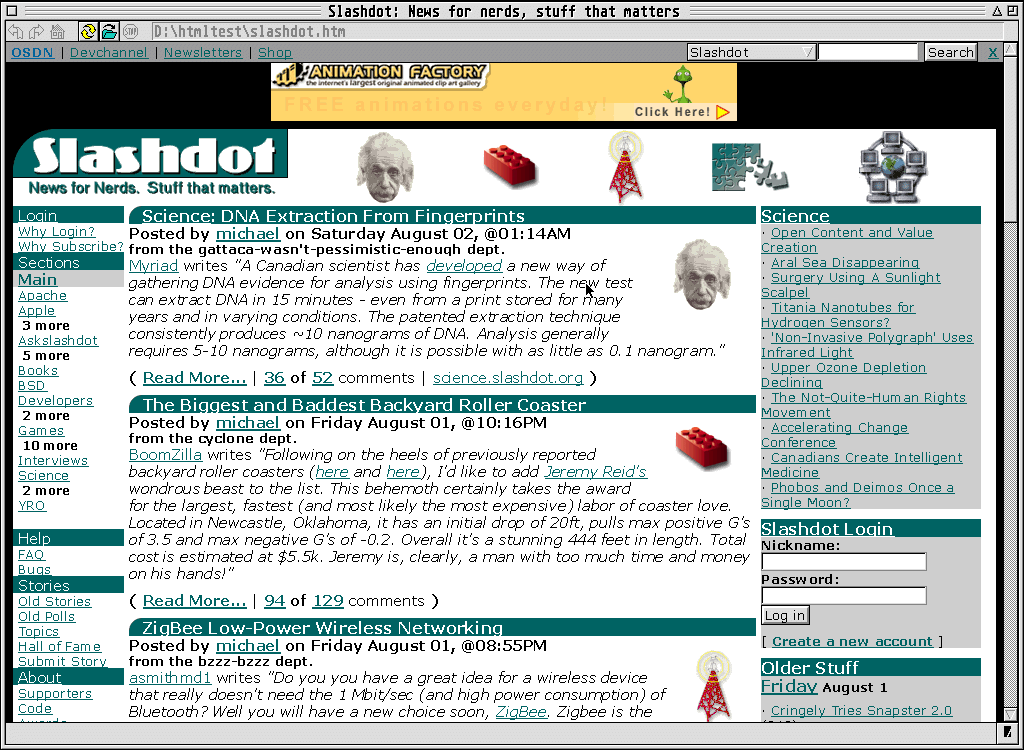 Slashdot: News for nerds, stuff that matters
D:\htmltest\slashdot.htm
OSDN | Devchannel | Newsletters | Shop
Slashdot
Search
X
ANIMATION FACTORY
the internet's largest original animated clip art gallery
FREE animations everyday!
Click Here!
Slashdot
News for Nerds. Stuff that matters.
Login
Why Login?
Why Subscribe?
Sections
Main
Apache
Apple
3 more
Askslashdot
5 more
Books
BSD
Developers
2 more
Games
10 more
Interviews
Science
2 more
YRO
Help
FAQ
Bugs
Stories
Old Stories
Old Polls
Topics
Hall of Fame
Submit Story
About
Supporters
Code
Awards
Science: DNA Extraction From Fingerprints
Posted by michael on Saturday August 02, @01:14AM
from the gattaca-wasn't-pessimistic-enough dept.
Myriad writes "A Canadian scientist has developed a new way of
gathering DNA evidence for analysis using fingerprints. The new test
can extract DNA in 15 minutes - even from a print stored for many
years and in varying conditions. The patented extraction technique
consistently produces ~10 nanograms of DNA. Analysis generally
requires 5-10 nanograms, although it is possible with as little as 0.1 nanogram."
( Read More... | 36 of 52 comments | science.slashdot.org )
The Biggest and Baddest Backyard Roller Coaster
Posted by michael on Friday August 01, @10:16PM
from the cyclone dept.
BoomZilla writes "Following on the heels of previously reported
backyard roller coasters (here and here), I'd like to add Jeremy Reid's
wondrous beast to the list. This behemoth certainly takes the award
for the largest, fastest (and most likely the most expensive) labor of coaster love.
Located in Newcastle, Oklahoma, it has an initial drop of 20ft, pulls max positive G's
of 3.5 and max negative G's of -0.2. Overall it's a stunning 444 feet in length. Total
cost is estimated at $5.5k. Jeremy is, clearly, a man with too much time and money
on his hands!"
( Read More... | 94 of 129 comments )
ZigBee Low-Power Wireless Networking
Posted by michael on Friday August 01, @08:55PM
from the bzzz-bzzz dept.
asmithmd1 writes "Do you you have a great idea for a wireless device
that really doesn't need the 1 Mbit/sec (and high power consumption) of
Bluetooth? Well you will have a new choice soon, ZigBee. Zigbee is the
Science
· Open Content and Value
Creation
· Aral Sea Disappearing
· Surgery Using A Sunlight
Scalpel
· Titania Nanotubes for
Hydrogen Sensors?
· 'Non-Invasive Polygraph' Uses
Infrared Light
· Upper Ozone Depletion
Declining
· The Not-Quite-Human Rights
Movement
· Accelerating Change
Conference
· Canadians Create Intelligent
Medicine
· Phobos and Deimos Once a
Single Moon?
Slashdot Login
Nickname:
Password:
Log in
[ Create a new account ]
Older Stuff
Friday August 1
· Cringely Tries Snapster 2.0